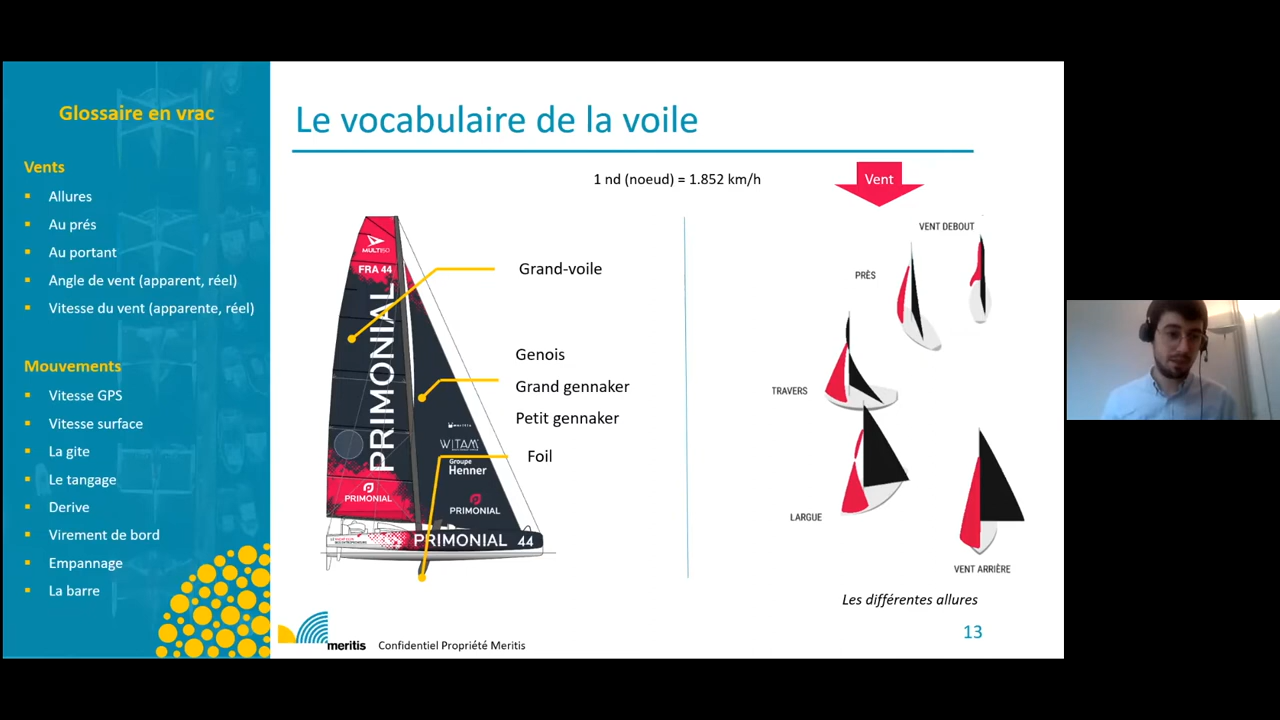 Glossaire en vrac
Vents
Allures
Au prés
Au portant
Angle de vent (apparent, réel)
Vitesse du vent (apparente, réel)
Mouvements
Vitesse GPS
Vitesse surface
La gite
Le tangage
Derive
Virement de bord
Empannage
La barre
Le vocabulaire de la voile
1 nd (noeud) = 1.852 km/h
MULTI50
FRA 44
PRIMONIAL
PRIMONIAL
WITAM
Groupe
Henner
PRIMONIAL
PRIMONIAL 44
Grand-voile
Genois
Grand gennaker
Petit gennaker
Foil
Vent
VENT DEBOUT
PRÈS
TRAVERS
LARGUE
VENT ARRIÈRE
Les différentes allures
meritis
Confidentiel Propriété Meritis
13